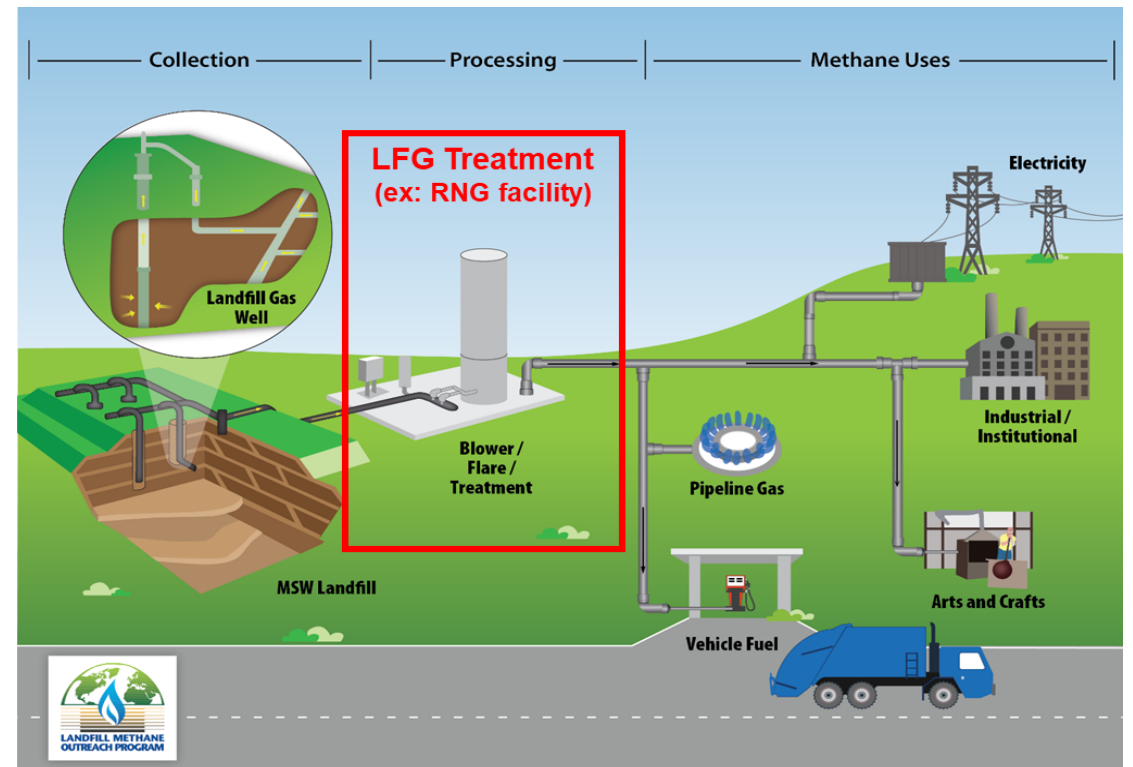 Collection
Processing
Methane Uses
LFG Treatment
(ex: RNG facility)
Electricity
Landfill Gas
Well
Industrial /
Institutional
Blower /
Flare /
Treatment
Pipeline Gas
MSW Landfill
Arts and Crafts
Vehicle Fuel
LANDFILL METHANE
OUTREACH PROGRAM